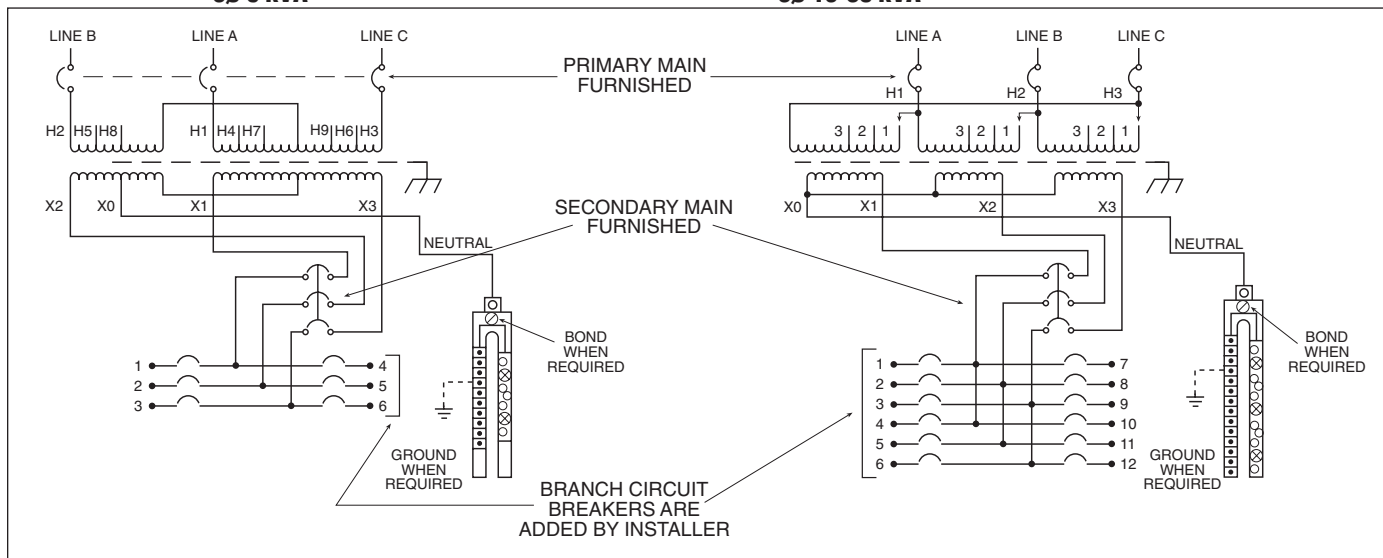 LINE B
LINE A
LINE C
H2
H5
H8
H1
H4
H7
H9
H6
H3
X2
X0
X1
X3
NEUTRAL
BOND
WHEN
REQUIRED
1
2
3
4
5
6
GROUND
WHEN
REQUIRED
PRIMARY MAIN
FURNISHED
SECONDARY MAIN
FURNISHED
BRANCH CIRCUIT
BREAKERS ARE
ADDED BY INSTALLER
LINE A
LINE B
LINE C
H1
H2
H3
3 2 1
3 2 1
3 2 1
X0
X1
X2
X3
NEUTRAL
BOND
WHEN
REQUIRED
1
2
3
4
5
6
7
8
9
10
11
12
GROUND
WHEN
REQUIRED